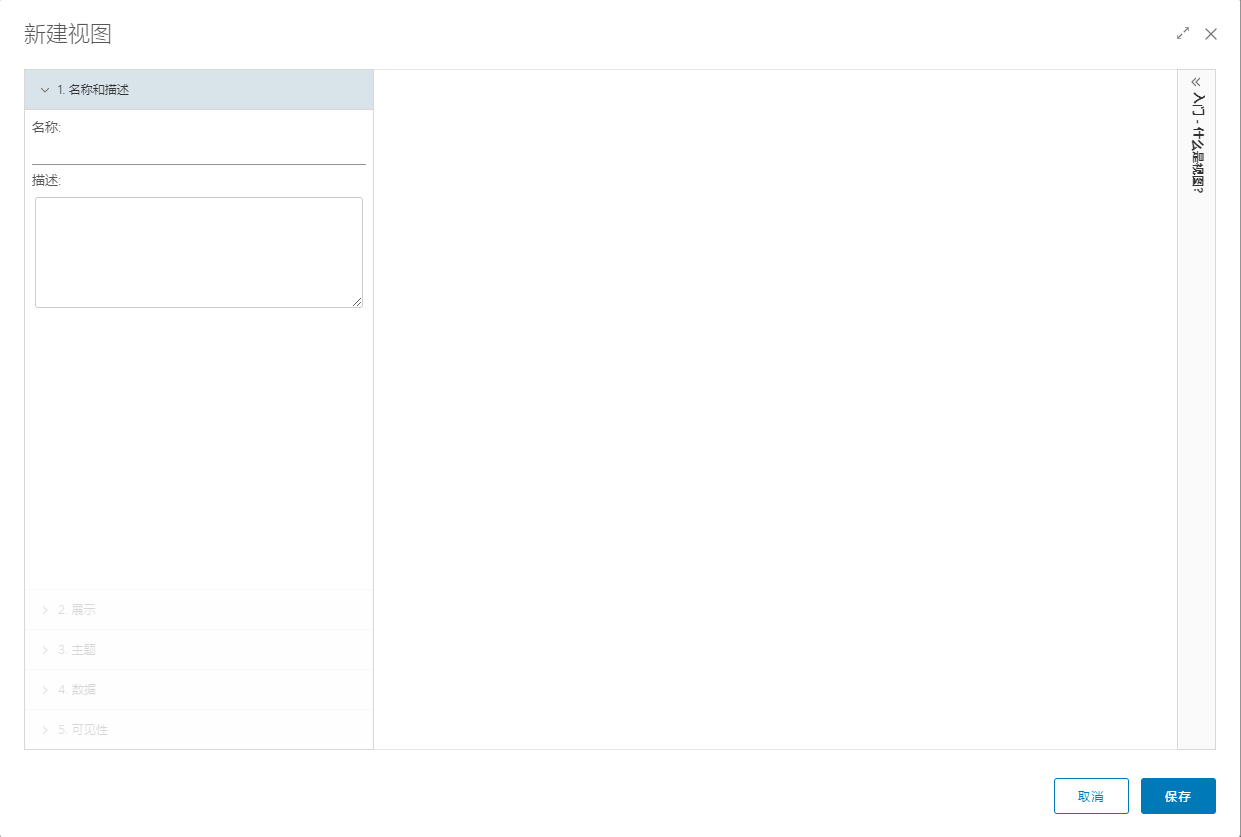 新建视图
1. 名称和描述
名称:
描述:
2. 展示
3. 主题
4. 数据
5. 可见性
入门 - 什么是视图?
取消
保存